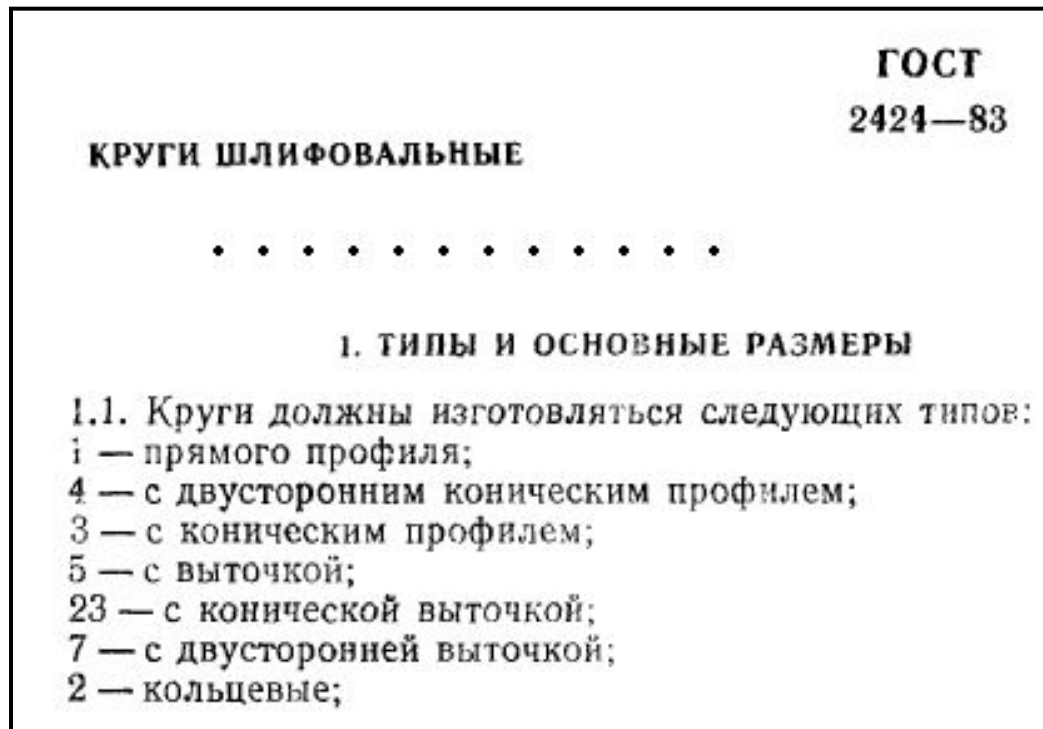 ГОСТ
2424—83
КРУГИ ШЛИФОВАЛЬНЫЕ
. . . . . . . . . . . .
1. ТИПЫ И ОСНОВНЫЕ РАЗМЕРЫ
1.1. Круги должны изготовляться следующих типов:
1 — прямого профиля;
4 — с двусторонним коническим профилем;
3 — с коническим профилем;
5 — с выточкой;
23 — с конической выточкой;
7 — с двусторонней выточкой;
2 — кольцевые;